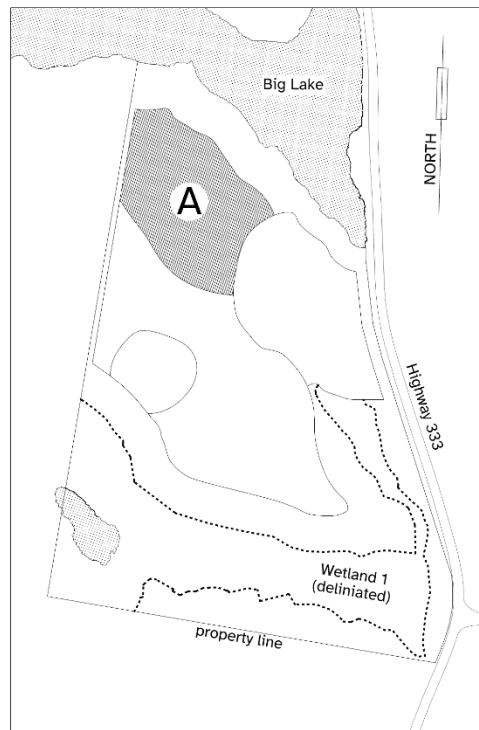 Big Lake
NORTH
A
Highway 333
Wetland 1
(deliniated)
property line